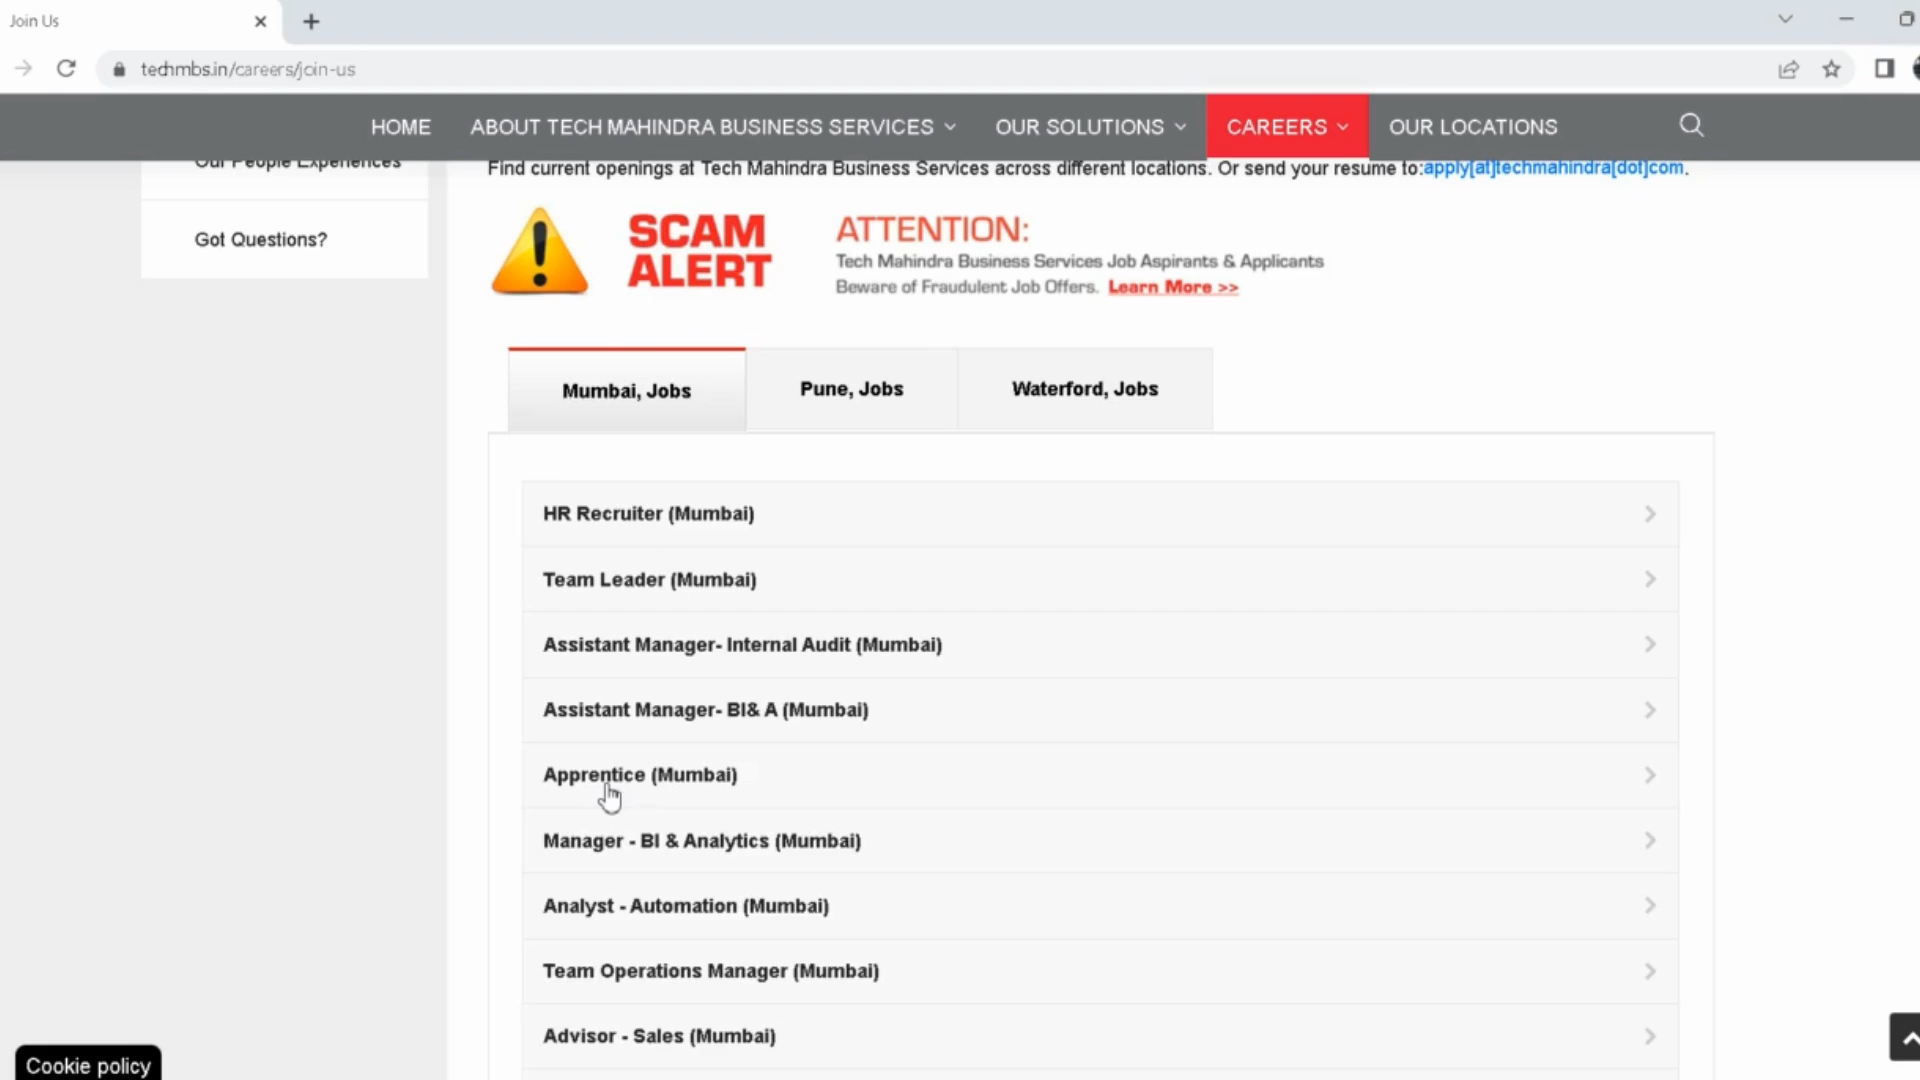 Join Us
techmbs.in/careers/join-us
HOME ABOUT TECH MAHINDRA BUSINESS SERVICES OUR SOLUTIONS CAREERS OUR LOCATIONS
Our People Experiences
Find current openings at Tech Mahindra Business Services across different locations. Or send your resume to:apply[at]techmahindra[dot]com.
Got Questions?
SCAM
ALERT
ATTENTION:
Tech Mahindra Business Services Job Aspirants & Applicants
Beware of Fraudulent Job Offers. Learn More >>
Mumbai, Jobs Pune, Jobs Waterford, Jobs
HR Recruiter (Mumbai)
Team Leader (Mumbai)
Assistant Manager- Internal Audit (Mumbai)
Assistant Manager- BI& A (Mumbai)
Apprentice (Mumbai)
Manager - BI & Analytics (Mumbai)
Analyst - Automation (Mumbai)
Team Operations Manager (Mumbai)
Advisor - Sales (Mumbai)
Cookie policy